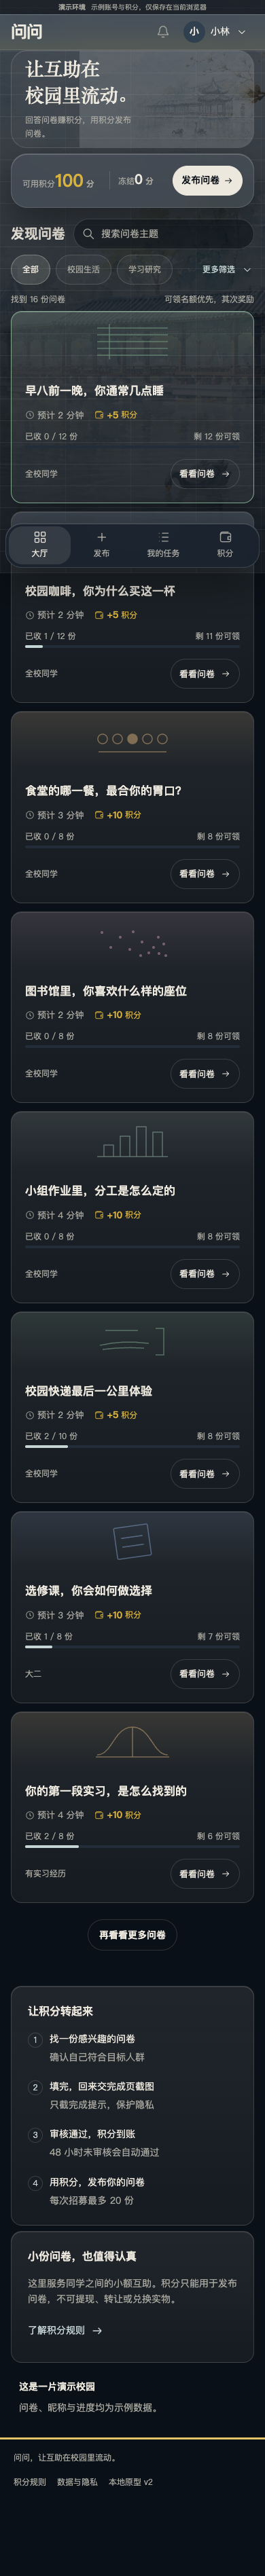 演示环境 示例账号与积分，仅保存在当前浏览器
问问
小 小林
让互助在
校园里流动。
回答问卷赚积分，用积分发布
问卷。
可用积分 100 分 冻结 0 分 发布问卷
发现问卷 搜索问卷主题
全部 校园生活 学习研究 更多筛选
找到 16 份问卷 可领名额优先，其次奖励
早八前一晚，你通常几点睡
预计 2 分钟 +5 积分
已收 0 / 12 份 剩 12 份可领
全校同学 看看问卷
大厅 发布 我的任务 积分
校园咖啡，你为什么买这一杯
预计 2 分钟 +5 积分
已收 1 / 12 份 剩 11 份可领
全校同学 看看问卷
食堂的哪一餐，最合你的胃口？
预计 3 分钟 +10 积分
已收 0 / 8 份 剩 8 份可领
全校同学 看看问卷
图书馆里，你喜欢什么样的座位
预计 2 分钟 +10 积分
已收 0 / 8 份 剩 8 份可领
全校同学 看看问卷
小组作业里，分工是怎么定的
预计 4 分钟 +10 积分
已收 0 / 8 份 剩 8 份可领
全校同学 看看问卷
校园快递最后一公里体验
预计 2 分钟 +5 积分
已收 2 / 10 份 剩 8 份可领
全校同学 看看问卷
选修课，你会如何做选择
预计 3 分钟 +10 积分
已收 1 / 8 份 剩 7 份可领
大二 看看问卷
你的第一段实习，是怎么找到的
预计 4 分钟 +10 积分
已收 2 / 8 份 剩 6 份可领
有实习经历 看看问卷
再看看更多问卷
让积分转起来
1 找一份感兴趣的问卷
确认自己符合目标人群
2 填完，回来交完成页截图
只截完成提示，保护隐私
3 审核通过，积分到账
48 小时未审核会自动通过
4 用积分，发布你的问卷
每次招募最多 20 份
小份问卷，也值得认真
这里服务同学之间的小额互助。积分只能用于发布
问卷，不可提现、转让或兑换实物。
了解积分规则
这是一片演示校园
问卷、昵称与进度均为示例数据。
问问，让互助在校园里流动。
积分规则 数据与隐私 本地原型 v2